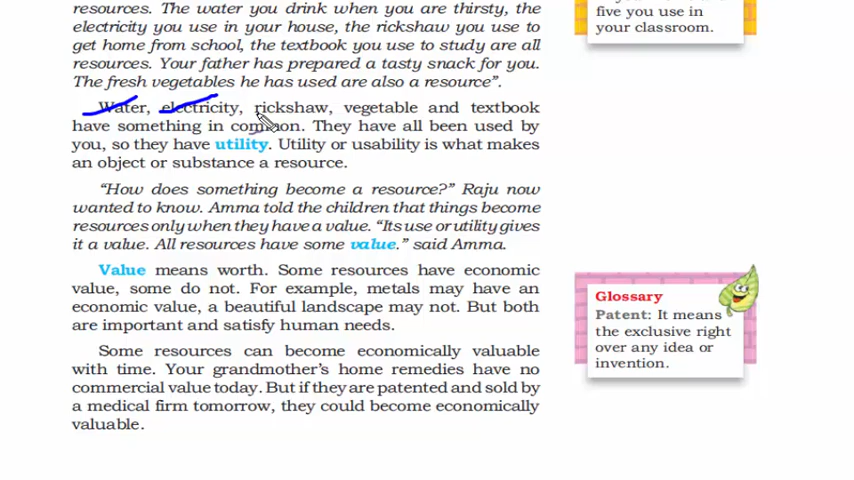 resources. The water you drink when you are thirsty, the
electricity you use in your house, the rickshaw you use to
get home from school, the textbook you use to study are all
resources. Your father has prepared a tasty snack for you.
The fresh vegetables he has used are also a resource”.
Water, electricity, rickshaw, vegetable and textbook
have something in common. They have all been used by
you, so they have utility. Utility or usability is what makes
an object or substance a resource.
“How does something become a resource?” Raju now
wanted to know. Amma told the children that things become
resources only when they have a value. “Its use or utility gives
it a value. All resources have some value.” said Amma.
Value means worth. Some resources have economic
value, some do not. For example, metals may have an
economic value, a beautiful landscape may not. But both
are important and satisfy human needs.
Some resources can become economically valuable
with time. Your grandmother’s home remedies have no
commercial value today. But if they are patented and sold by
a medical firm tomorrow, they could become economically
valuable.
five you use in
your classroom.
Glossary
Patent: It means
the exclusive right
over any idea or
invention.